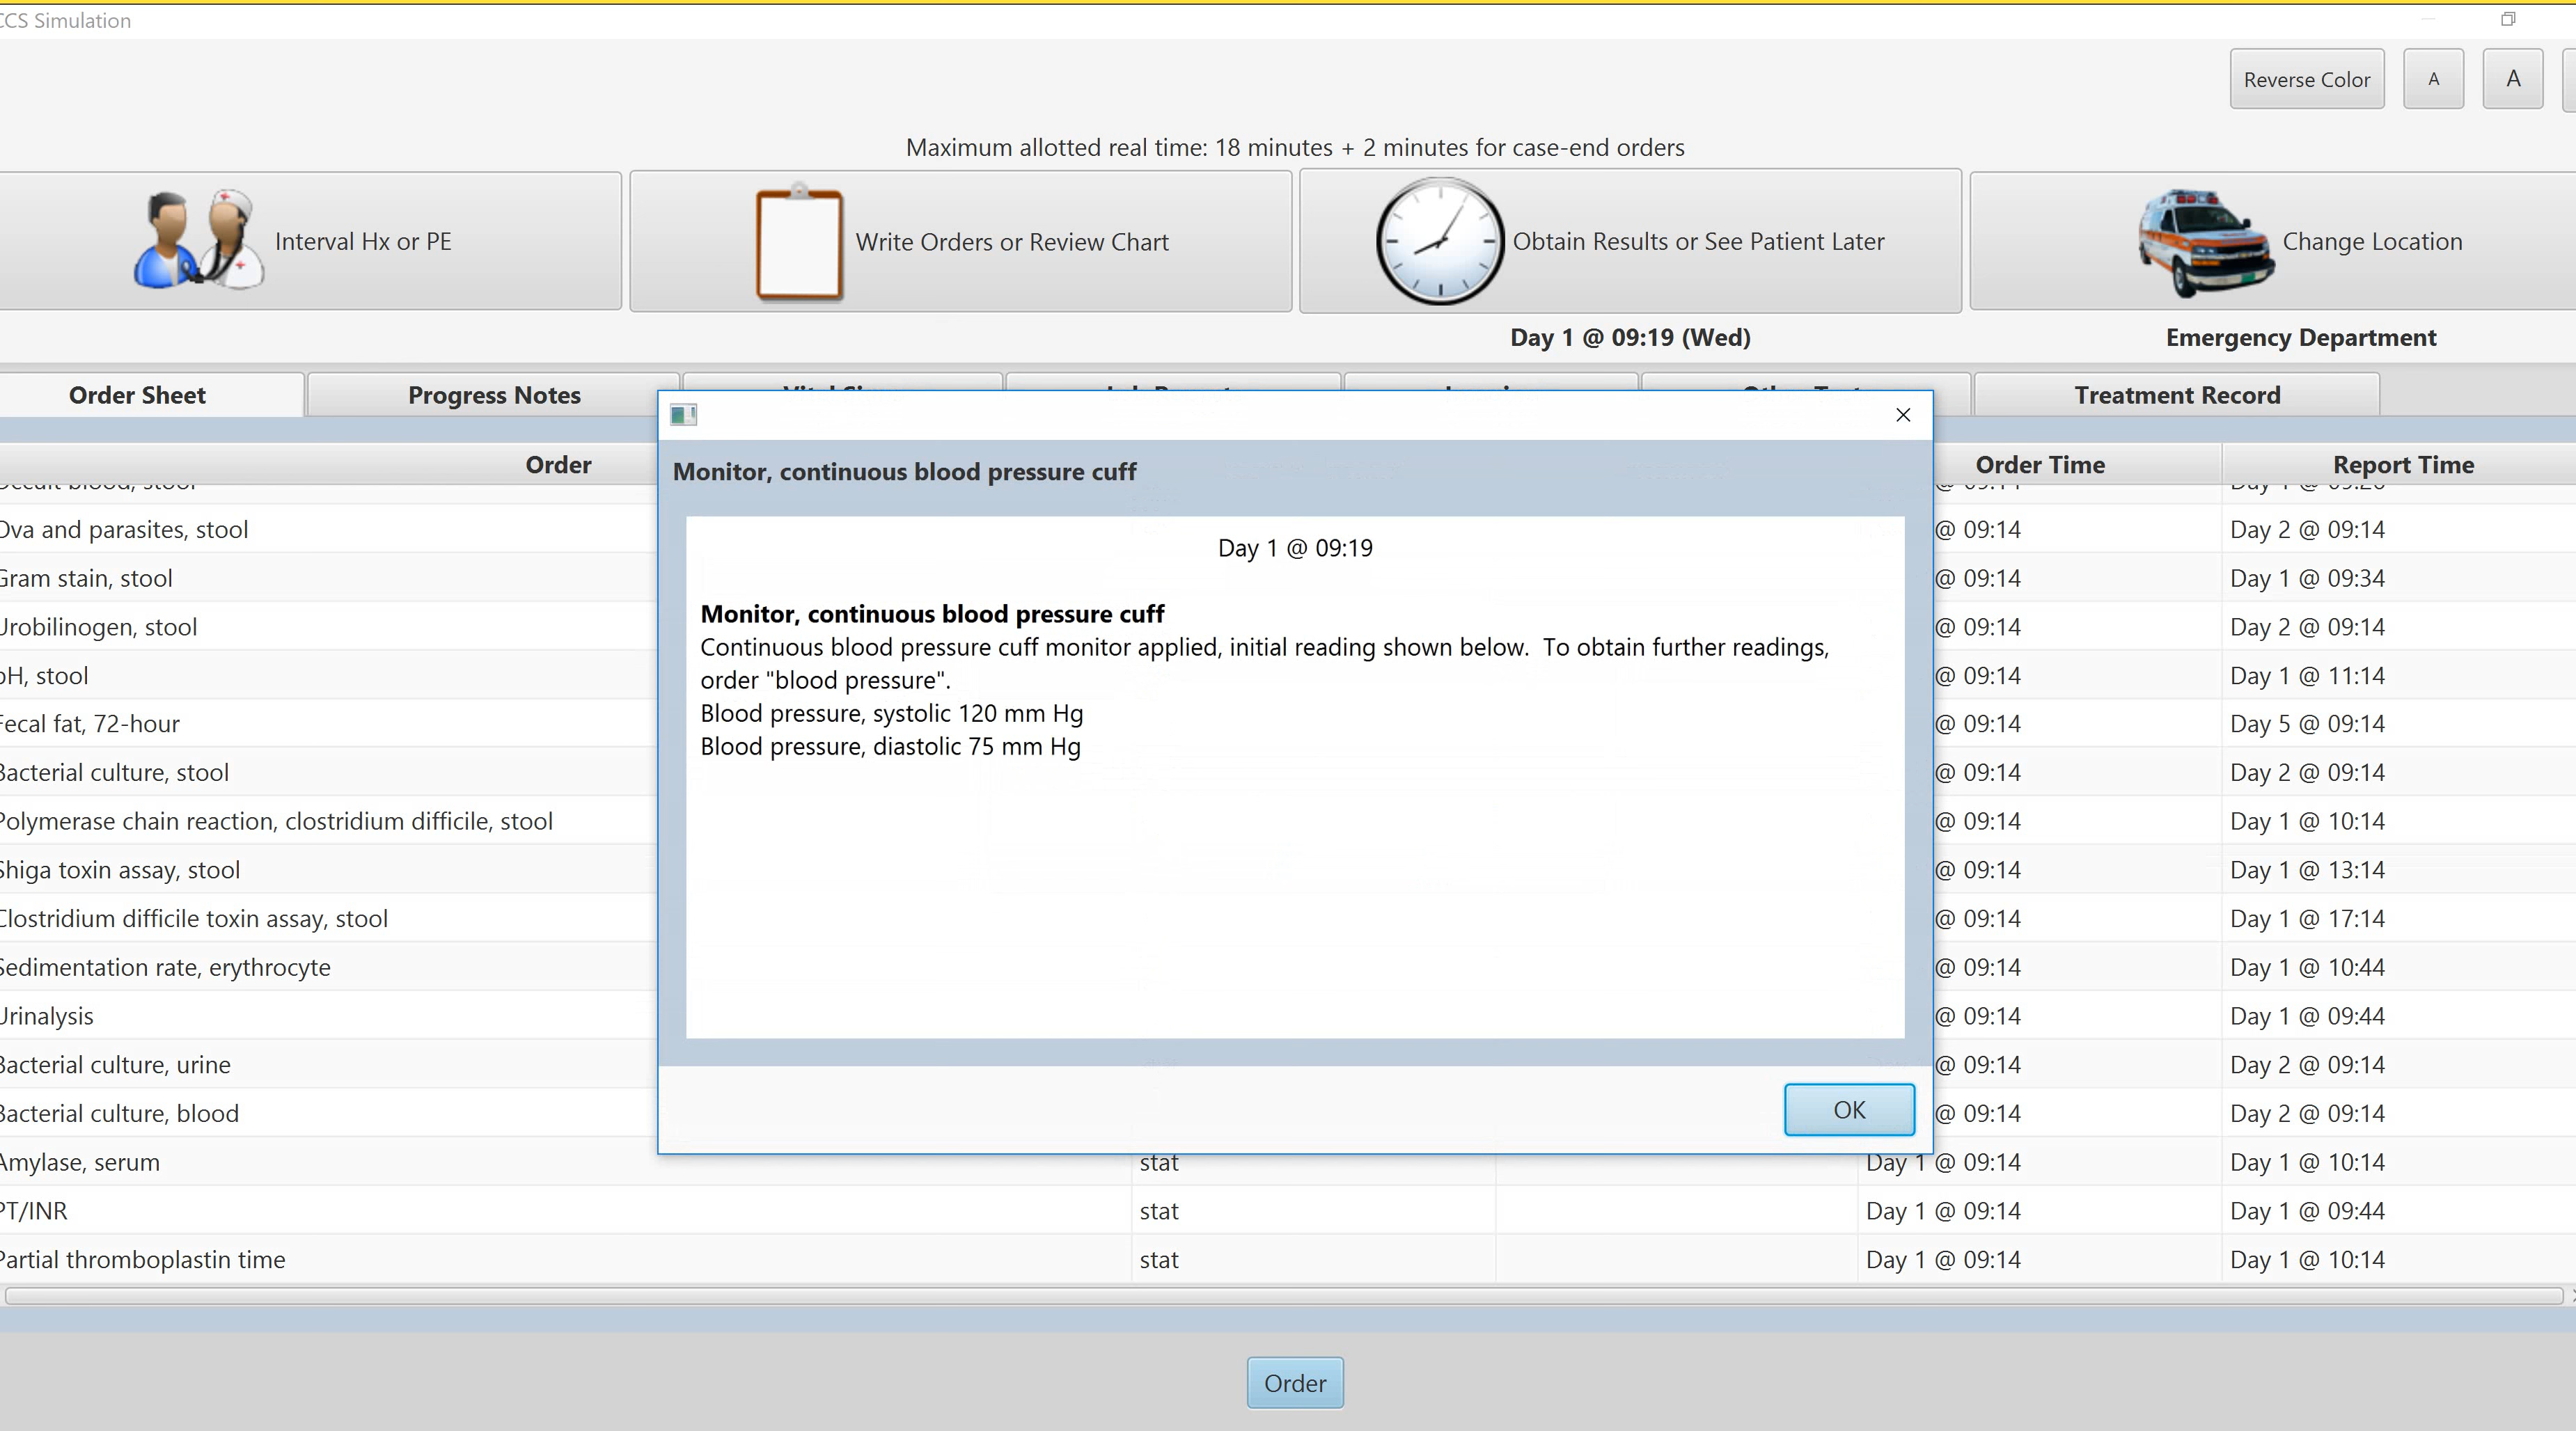 CCS Simulation
Reverse Color
A
A
Maximum allotted real time: 18 minutes + 2 minutes for case-end orders
Interval Hx or PE
Write Orders or Review Chart
Obtain Results or See Patient Later
Change Location
Day 1 @ 09:19 (Wed)
Emergency Department
Order Sheet
Progress Notes
Treatment Record
Order
Order Time
Report Time
Monitor, continuous blood pressure cuff
Day 1 @ 09:19
Monitor, continuous blood pressure cuff
Continuous blood pressure cuff monitor applied, initial reading shown below.  To obtain further readings,
order "blood pressure".
Blood pressure, systolic 120 mm Hg
Blood pressure, diastolic 75 mm Hg
OK
Ova and parasites, stool @ 09:14 Day 2 @ 09:14
Gram stain, stool @ 09:14 Day 1 @ 09:34
Urobilinogen, stool @ 09:14 Day 2 @ 09:14
pH, stool @ 09:14 Day 1 @ 11:14
Fecal fat, 72-hour @ 09:14 Day 5 @ 09:14
Bacterial culture, stool @ 09:14 Day 2 @ 09:14
Polymerase chain reaction, clostridium difficile, stool @ 09:14 Day 1 @ 10:14
Shiga toxin assay, stool @ 09:14 Day 1 @ 13:14
Clostridium difficile toxin assay, stool @ 09:14 Day 1 @ 17:14
Sedimentation rate, erythrocyte @ 09:14 Day 1 @ 10:44
Urinalysis @ 09:14 Day 1 @ 09:44
Bacterial culture, urine @ 09:14 Day 2 @ 09:14
Bacterial culture, blood @ 09:14 Day 2 @ 09:14
Amylase, serum stat Day 1 @ 09:14 Day 1 @ 10:14
PT/INR stat Day 1 @ 09:14 Day 1 @ 09:44
Partial thromboplastin time stat Day 1 @ 09:14 Day 1 @ 10:14
Order